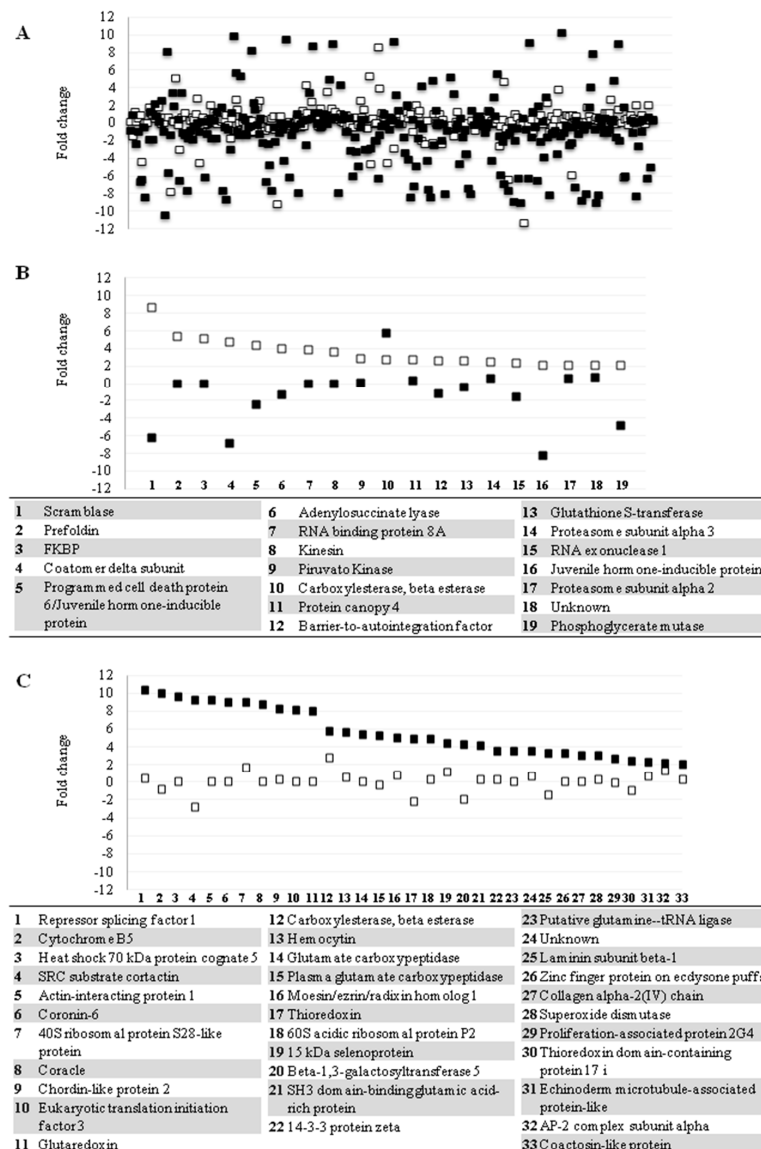 A
Fold change
12
10
8
6
4
2
0
-2
-4
-6
-8
-10
-12
B
Fold change
12
10
8
6
4
2
0
-2
-4
-6
-8
-10
-12
1 2 3 4 5 6 7 8 9 10 11 12 13 14 15 16 17 18 19
1 Scramblase
2 Prefoldin
3 FKBP
4 Coatomer delta subunit
5 Programmed cell death protein
6/Juvenile hormone-inducible
protein
6 Adenylosuccinate lyase
7 RNA binding protein 8A
8 Kinesin
9 Piruvato Kinase
10 Carboxylesterase, beta esterase
11 Protein canopy 4
12 Barrier-to-autointegration factor
13 Glutathione S-transferase
14 Proteasome subunit alpha 3
15 RNA exonuclease 1
16 Juvenile hormone-inducible protein
17 Proteasome subunit alpha 2
18 Unknown
19 Phosphoglycerate mutase
C
Fold change
12
10
8
6
4
2
0
-2
-4
-6
-8
-10
-12
1 2 3 4 5 6 7 8 9 10 11 12 13 14 15 16 17 18 19 20 21 22 23 24 25 26 27 28 29 30 31 32 33
1 Repressor splicing factor 1
2 Cytochrome B5
3 Heat shock 70 kDa protein cognate 5
4 SRC substrate cortactin
5 Actin-interacting protein 1
6 Coronin-6
7 40S ribosomal protein S28-like
protein
8 Coracle
9 Chordin-like protein 2
10 Eukaryotic translation initiation
factor 3
11 Glutaredoxin
12 Carboxylesterase, beta esterase
13 Hemocytin
14 Glutamate carboxypeptidase
15 Plasma glutamate carboxypeptidase
16 Moesin/ezrin/radixin homolog 1
17 Thioredoxin
18 60S acidic ribosomal protein P2
19 15 kDa selenoprotein
20 Beta-1,3-galactosyltransferase 5
21 SH3 domain-binding glutamic acid-
rich protein
22 14-3-3 protein zeta
23 Putative glutamine--tRNA ligase
24 Unknown
25 Laminin subunit beta-1
26 Zinc finger protein on ecdysone puffs
27 Collagen alpha-2(IV) chain
28 Superoxide dismutase
29 Proliferation-associated protein 2G4
30 Thioredoxin domain-containing
protein 17 i
31 Echinoderm microtubule-associated
protein-like
32 AP-2 complex subunit alpha
33 Coactosin-like protein